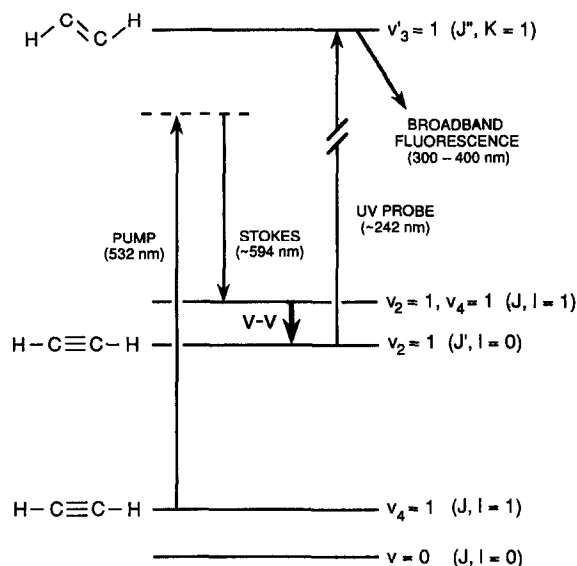 H C = C H
v'₃ = 1 (J", K = 1)
BROADBAND
FLUORESCENCE
(300 – 400 nm)
PUMP
(532 nm)
STOKES
(~594 nm)
UV PROBE
(~242 nm)
v₂ = 1, v₄ = 1 (J, l = 1)
V–V
H–C≡C–H
v₂ = 1 (J', l = 0)
H–C≡C–H
v₄ = 1 (J, l = 1)
v = 0 (J, l = 0)